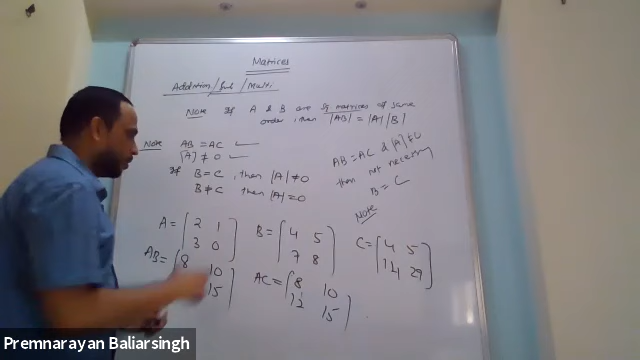 Matrices
Addition/Sub/Multi
Note If A & B are sq matrices of same
order then |AB| = |A| |B|
Note AB = AC
|A| ≠ 0
If B = C, then |A| ≠ 0
B ≠ C then |A| = 0
AB = AC & |A| ≠ 0
then not necessary
B = C
Note
A = [2 1
3 0]
B = [4 5
7 8]
C = [4 5
29]
AB = [8 10
15]
AC = [8 10
12 15]
Premnarayan Baliarsingh